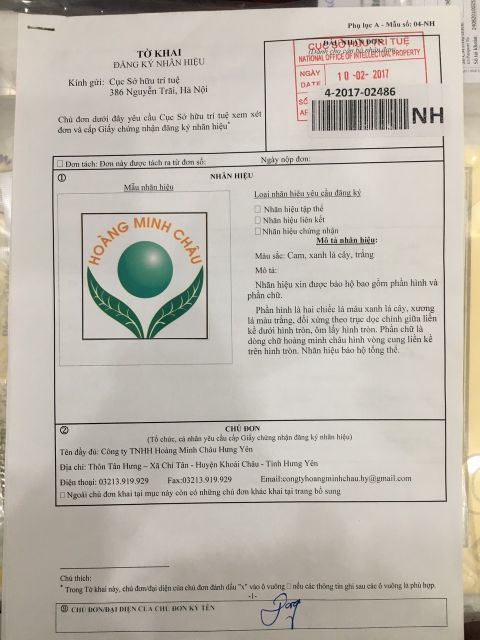 Phụ lục A - Mẫu số: 04-NH
TỜ KHAI
ĐĂNG KÝ NHÃN HIỆU
Kính gửi: Cục Sở hữu trí tuệ
386 Nguyễn Trãi, Hà Nội
Chủ đơn dưới đây yêu cầu Cục Sở hữu trí tuệ xem xét
đơn và cấp Giấy chứng nhận đăng ký nhãn hiệu*
DẤU NHẬN ĐƠN
(Dành cho cán bộ nhận đơn)
CỤC SỞ HỮU TRÍ TUỆ
NATIONAL OFFICE OF INTELLECTUAL PROPERTY
NGÀY
DATE
10-02-2017
SỐ
4-2017-02486
NH
☐ Đơn tách: Đơn này được tách ra từ đơn số: Ngày nộp đơn:
① NHÃN HIỆU
Mẫu nhãn hiệu
HOÀNG MINH CHÂU
Loại nhãn hiệu yêu cầu đăng ký
☐ Nhãn hiệu tập thể
☐ Nhãn hiệu liên kết
☐ Nhãn hiệu chứng nhận
Mô tả nhãn hiệu:
Màu sắc: Cam, xanh lá cây, trắng
Mô tả:
Nhãn hiệu xin được bảo hộ bao gồm phần hình và
phần chữ.
Phần hình là hai chiếc lá màu xanh lá cây, xương
lá màu trắng, đối xứng theo trục dọc chính giữa liền
kề dưới hình tròn, ôm lấy hình tròn. Phần chữ là
dòng chữ hoàng minh châu hình vòng cung liền kề
trên hình tròn. Nhãn hiệu bảo hộ tổng thể.
② CHỦ ĐƠN
(Tổ chức, cá nhân yêu cầu cấp Giấy chứng nhận đăng ký nhãn hiệu)
Tên đầy đủ: Công ty TNHH Hoàng Minh Châu Hưng Yên
Địa chỉ: Thôn Tân Hưng – Xã Chí Tân - Huyện Khoái Châu - Tỉnh Hưng Yên
Điện thoại: 03213.919.929 Fax:03213.919.929 Email:congtyhoangminhchau.hy@gmail.com
☐ Ngoài chủ đơn khai tại mục này còn có những chủ đơn khác khai tại trang bổ sung
Chú thích:
* Trong Tờ khai này, chủ đơn/đại diện của chủ đơn đánh dấu "x" vào ô vuông ☐ nếu các thông tin ghi sau các ô vuông là phù hợp.
-1-
CHỦ ĐƠN/ĐẠI DIỆN CỦA CHỦ ĐƠN KÝ TÊN